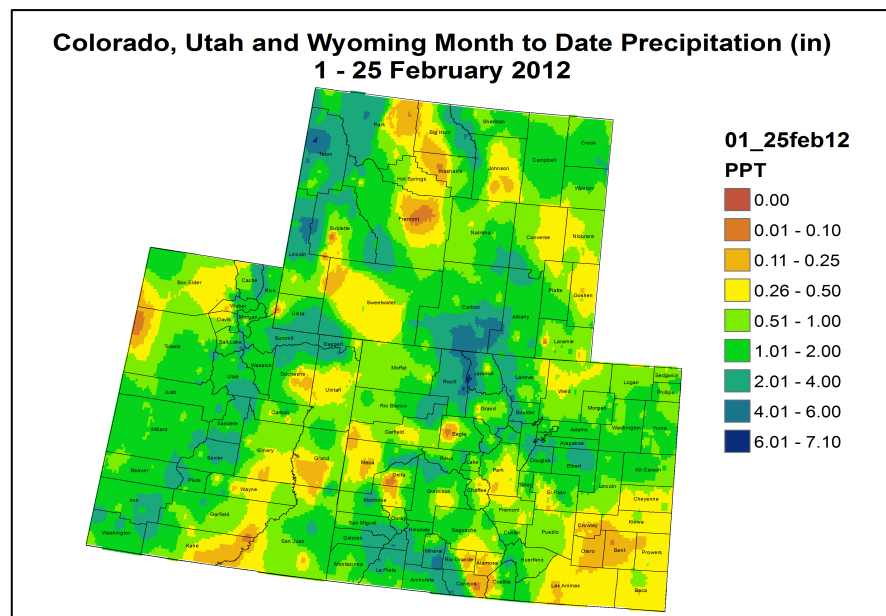 Colorado, Utah and Wyoming Month to Date Precipitation (in)
1 - 25 February 2012
01_25feb12
PPT
0.00
0.01 - 0.10
0.11 - 0.25
0.26 - 0.50
0.51 - 1.00
1.01 - 2.00
2.01 - 4.00
4.01 - 6.00
6.01 - 7.10
Park
Big Horn
Sheridan
Crook
Teton
Campbell
Johnson
Washakie
Hot Springs
Weston
Fremont
Sublette
Natrona
Converse
Niobrara
Lincoln
Platte
Goshen
Sweetwater
Carbon
Albany
Uinta
Laramie
Box Elder
Cache
Rich
Weber
Morgan
Davis
Salt Lake
Summit
Daggett
Tooele
Wasatch
Duchesne
Utah
Uintah
Juab
Carbon
Sanpete
Millard
Emery
Grand
Sevier
Beaver
Piute
Wayne
Iron
Garfield
Washington
Kane
San Juan
Moffat
Routt
Jackson
Larimer
Weld
Logan
Sedgwick
Phillips
Rio Blanco
Grand
Boulder
Morgan
Washington
Yuma
Adams
Arapahoe
Garfield
Eagle
Douglas
Elbert
Kit Carson
Mesa
Pitkin
Lake
Park
Delta
Teller
Lincoln
El Paso
Cheyenne
Gunnison
Chaffee
Montrose
Fremont
Kiowa
Ouray
Pueblo
Crowley
San Miguel
Hinsdale
Saguache
Custer
Dolores
Otero
Bent
Prowers
Mineral
Rio Grande
Alamosa
Huerfano
Montezuma
La Plata
Archuleta
Conejos
Costilla
Las Animas
Baca